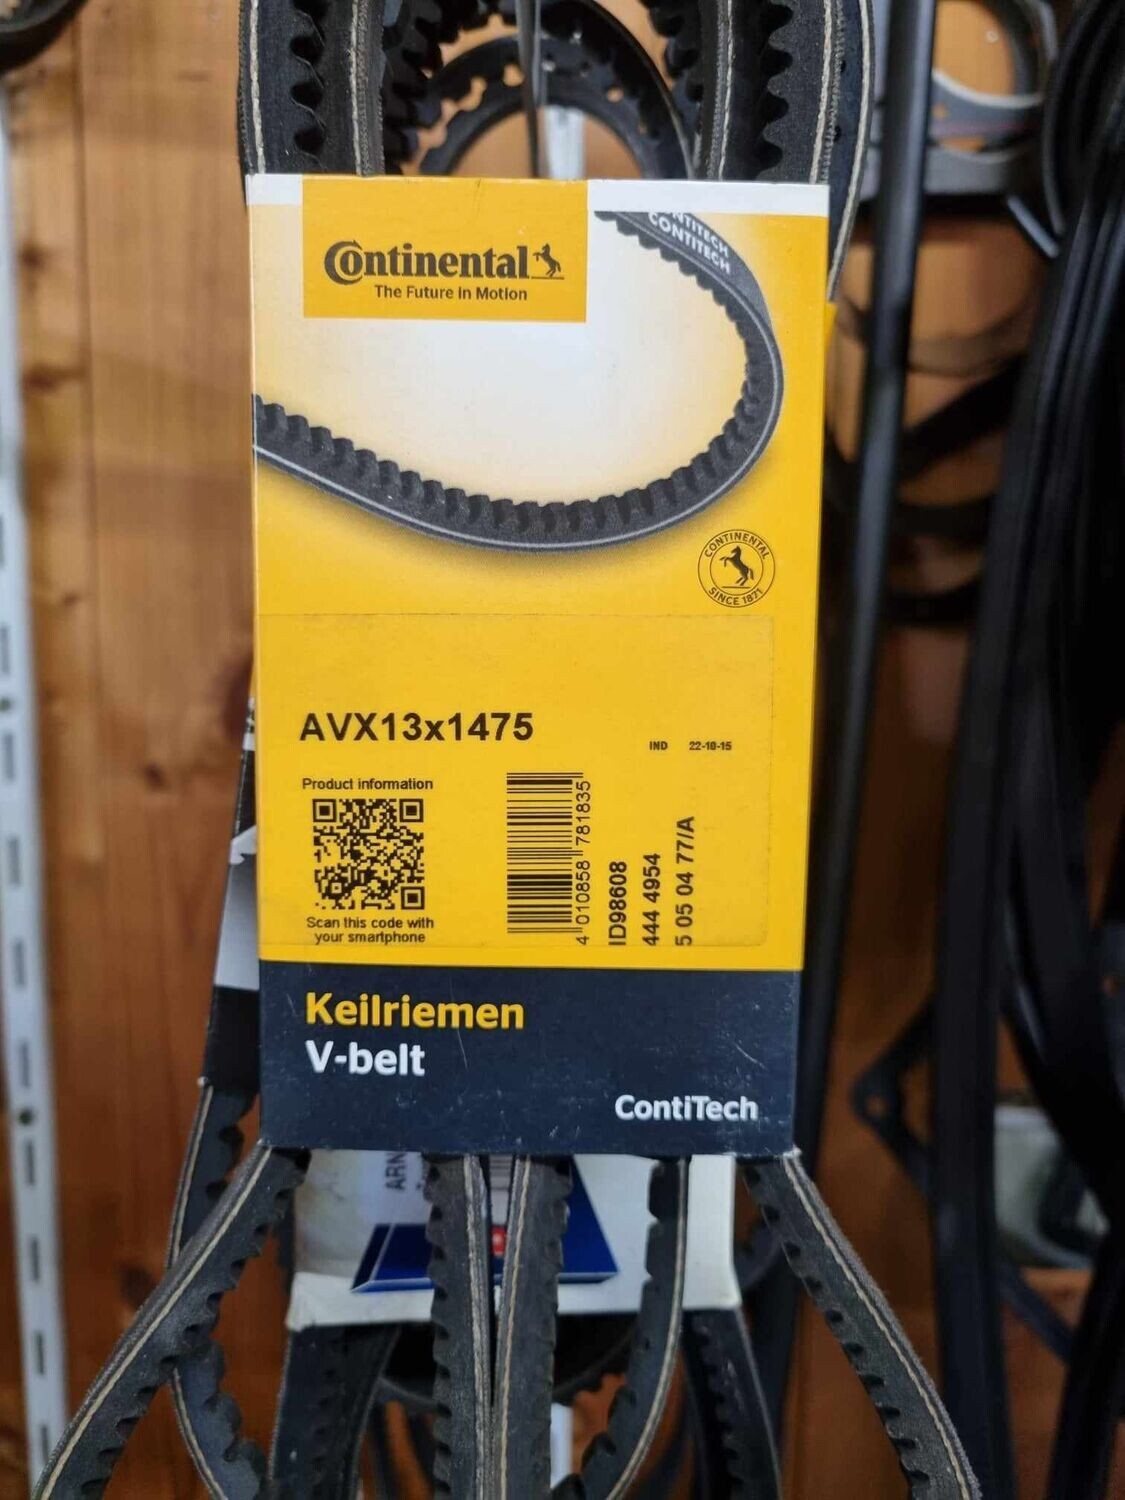 CONTITECH
Continental
The Future in Motion
CONTINENTAL
SINCE 1871
AVX13x1475
IND 22-10-15
Product information
Scan this code with
your smartphone
4 010858 781835
ID98608
444 4954
5 05 04 77/A
Keilriemen
V-belt
ContiTech